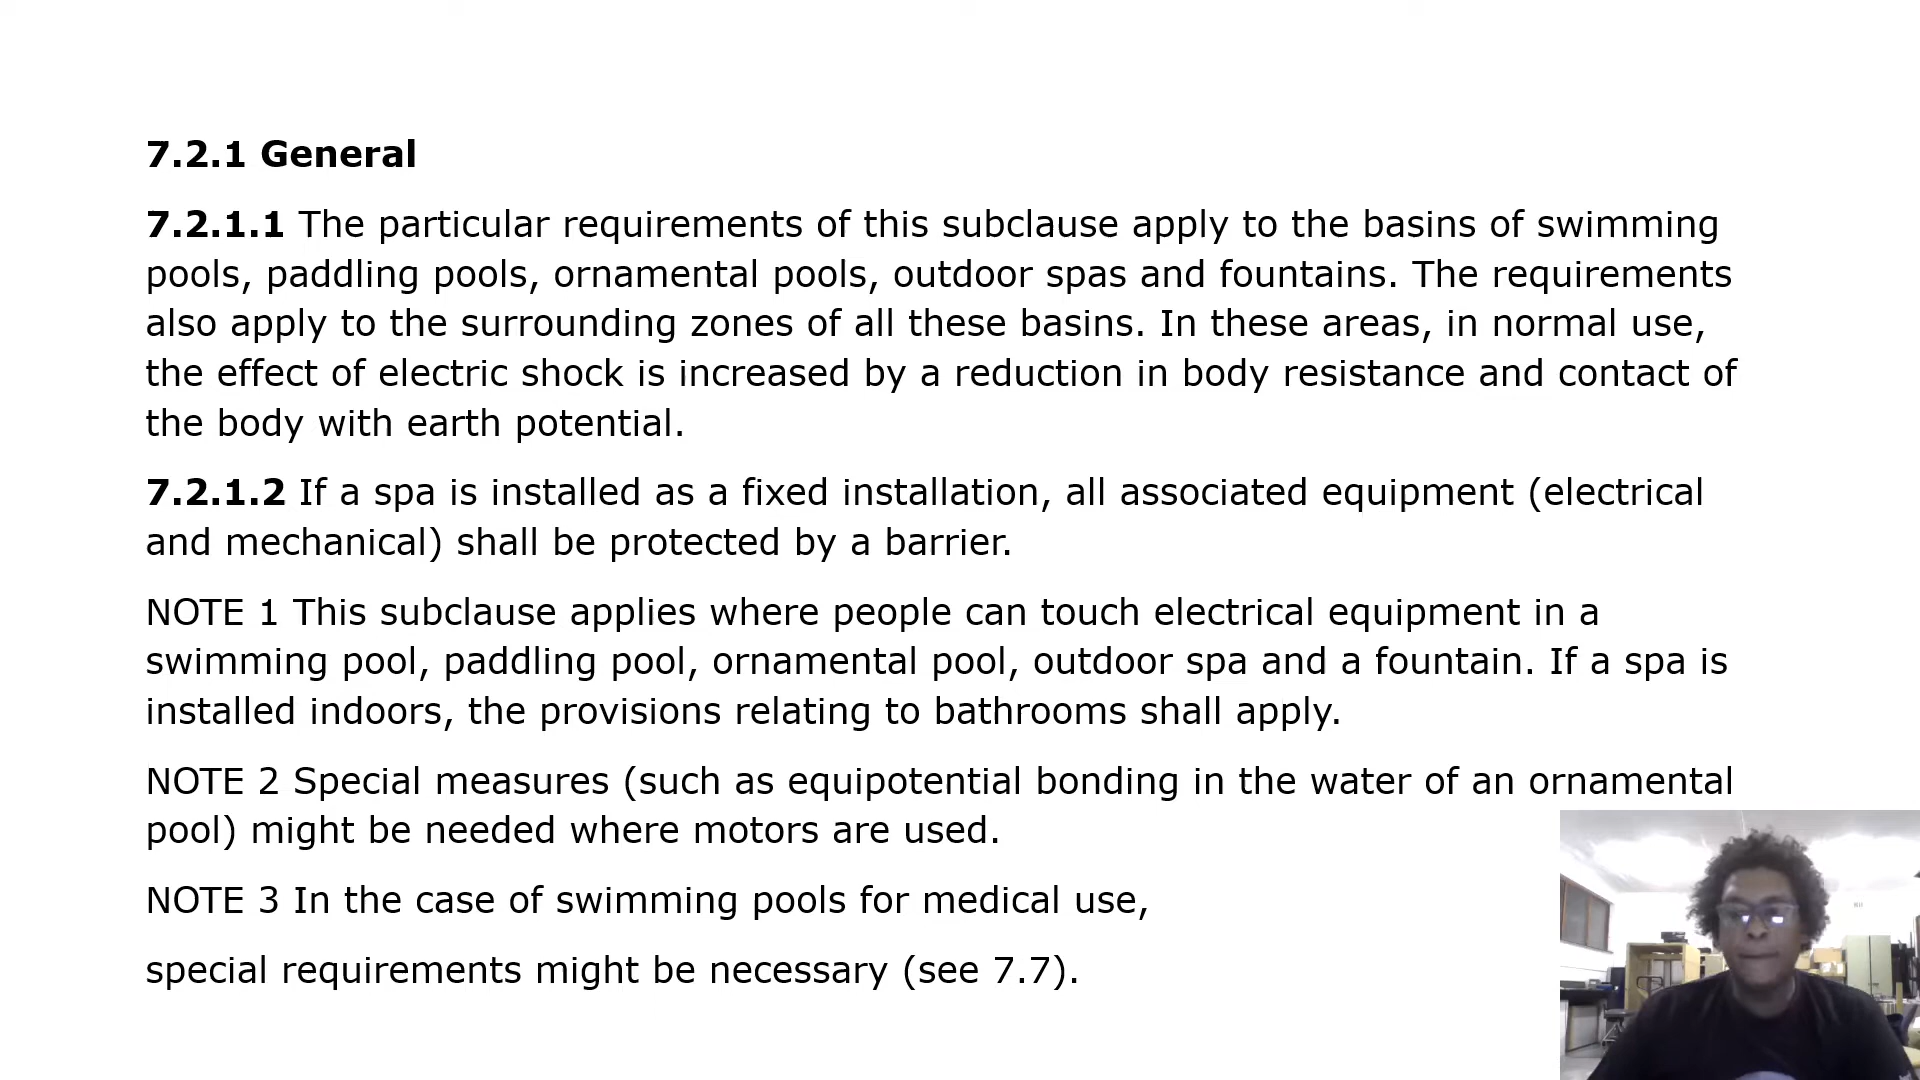 7.2.1 General
7.2.1.1 The particular requirements of this subclause apply to the basins of swimming
pools, paddling pools, ornamental pools, outdoor spas and fountains. The requirements
also apply to the surrounding zones of all these basins. In these areas, in normal use,
the effect of electric shock is increased by a reduction in body resistance and contact of
the body with earth potential.
7.2.1.2 If a spa is installed as a fixed installation, all associated equipment (electrical
and mechanical) shall be protected by a barrier.
NOTE 1 This subclause applies where people can touch electrical equipment in a
swimming pool, paddling pool, ornamental pool, outdoor spa and a fountain. If a spa is
installed indoors, the provisions relating to bathrooms shall apply.
NOTE 2 Special measures (such as equipotential bonding in the water of an ornamental
pool) might be needed where motors are used.
NOTE 3 In the case of swimming pools for medical use,
special requirements might be necessary (see 7.7).